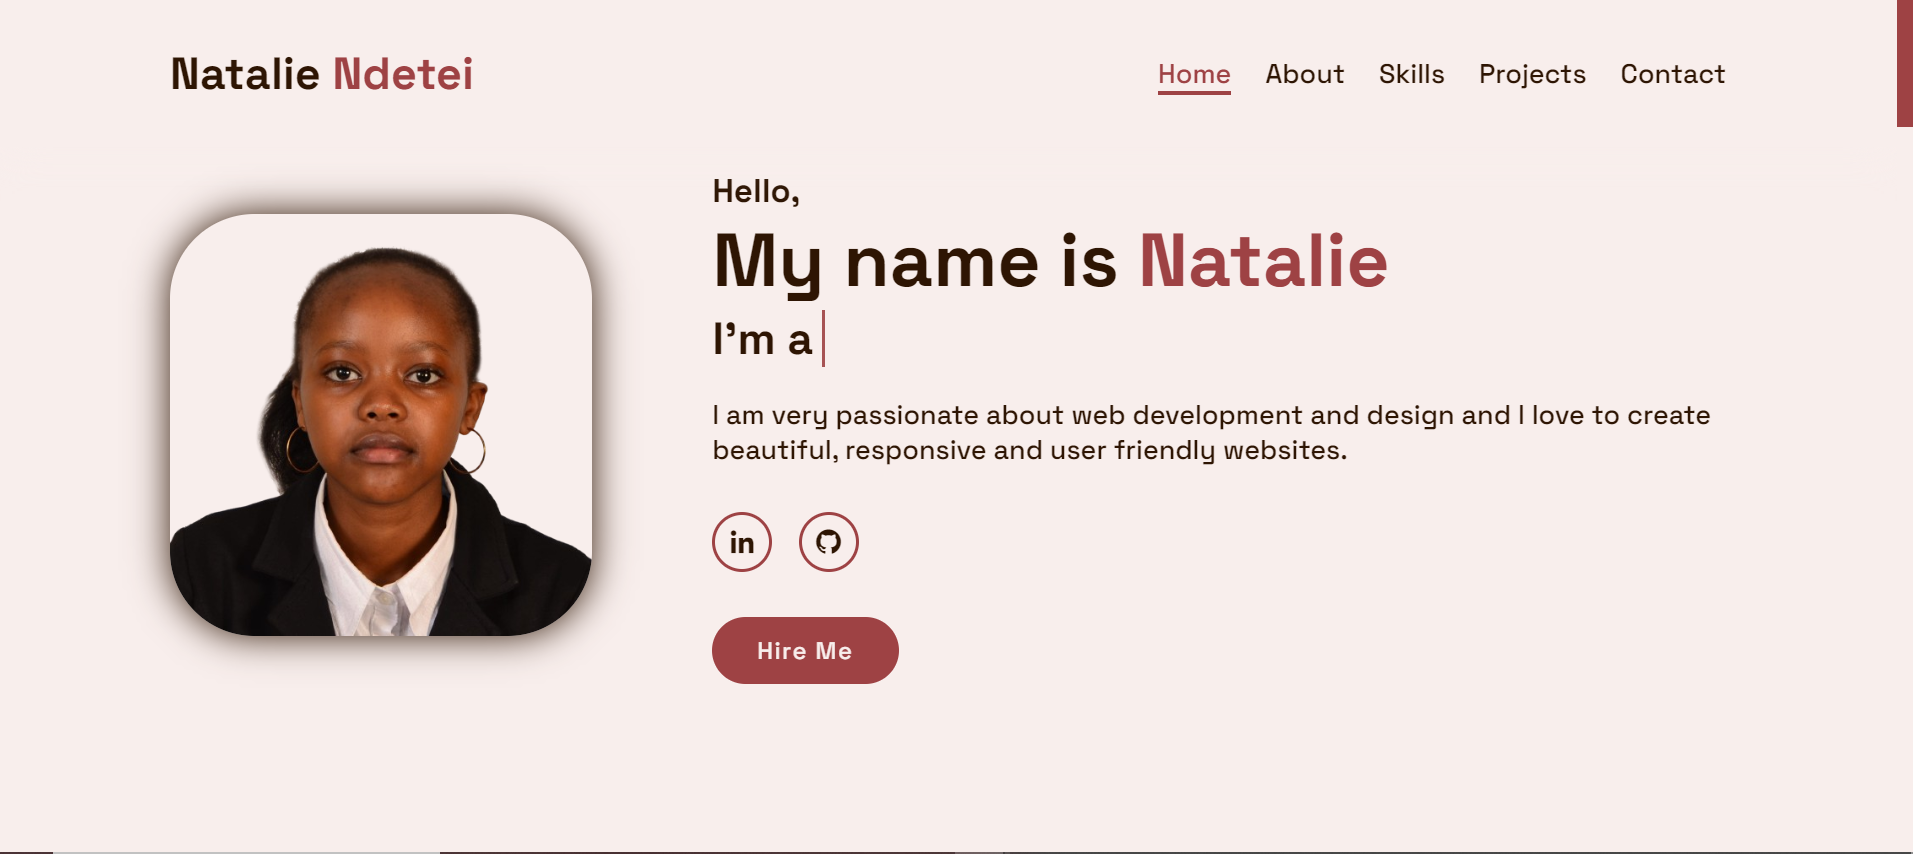 Natalie Ndetei
Home About Skills Projects Contact
Hello,
My name is Natalie
I'm a
I am very passionate about web development and design and I love to create
beautiful, responsive and user friendly websites.
in
Hire Me